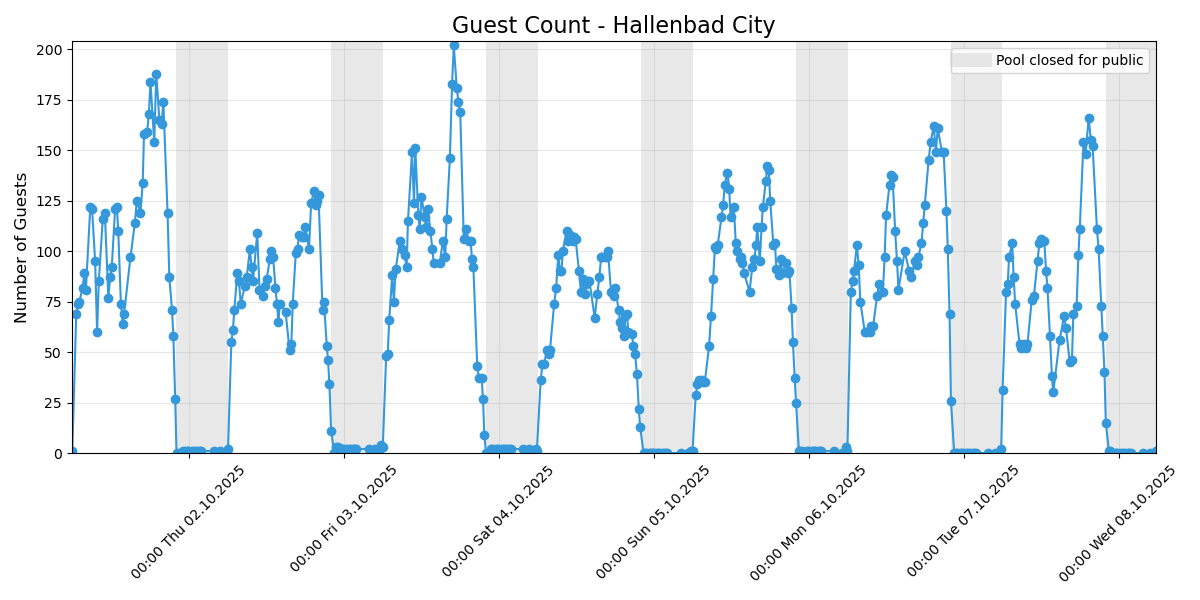 Guest Count - Hallenbad City
Pool closed for public
Number of Guests
200
175
150
125
100
75
50
25
0
00:00 Thu 02.10.2025
00:00 Fri 03.10.2025
00:00 Sat 04.10.2025
00:00 Sun 05.10.2025
00:00 Mon 06.10.2025
00:00 Tue 07.10.2025
00:00 Wed 08.10.2025